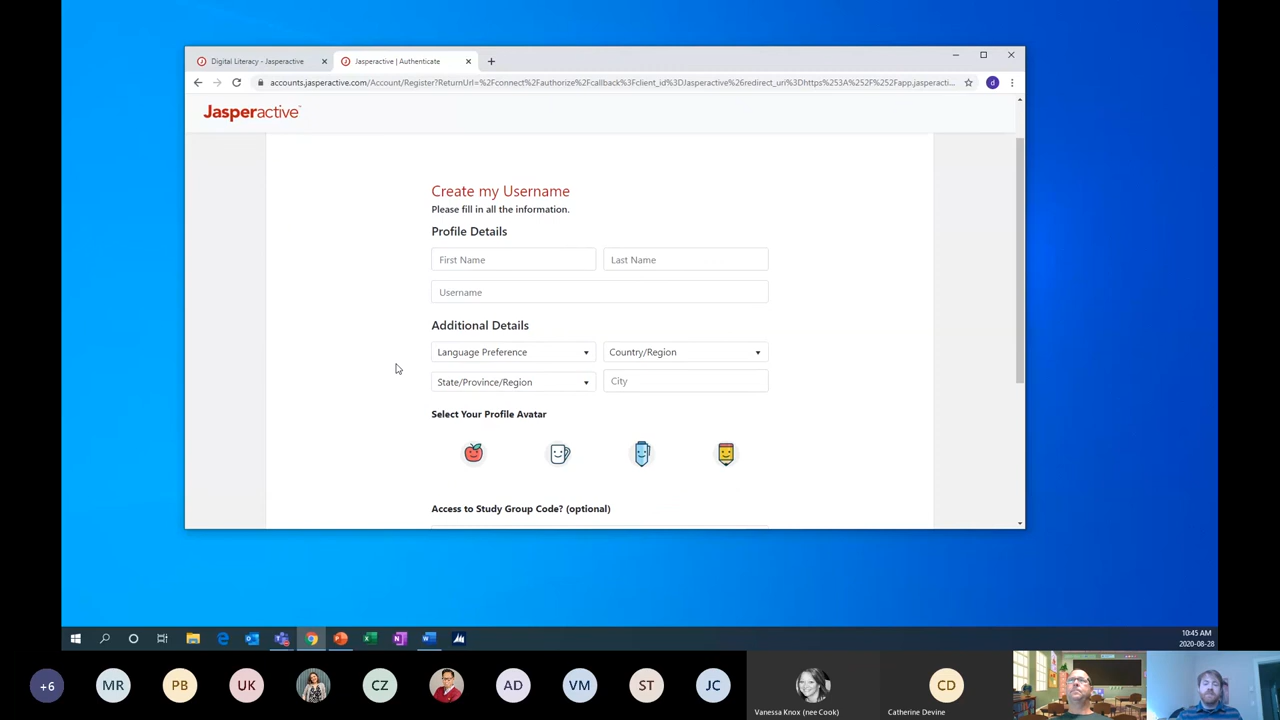 Digital Literacy - Jasperactive
Jasperactive | Authenticate
accounts.jasperactive.com/Account/Register?ReturnUrl=%2Fconnect%2Fauthorize%2Fcallback%3Fclient_id%3DJasperactive%26redirect_uri%3Dhttps%253A%252F%252Fapp.jasperacti...
d
Jasperactive
Create my Username
Please fill in all the information.
Profile Details
First Name
Last Name
Username
Additional Details
Language Preference
Country/Region
State/Province/Region
City
Select Your Profile Avatar
Access to Study Group Code? (optional)
10:45 AM
2020-08-28
+6
MR
PB
UK
CZ
AD
VM
ST
JC
CD
Vanessa Knox (nee Cook)
Catherine Devine